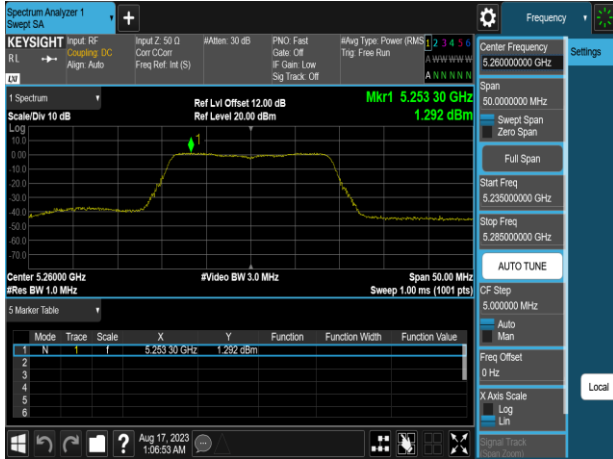 Spectrum Analyzer 1
Swept SA
+
Frequency
KEYSIGHT
RL
LXI
Input: RF
Coupling: DC
Align: Auto
Input Z: 50 Ω
Corr CCorr
Freq Ref: Int (S)
#Atten: 30 dB
PNO: Fast
Gate: Off
IF Gain: Low
Sig Track: Off
#Avg Type: Power (RMS
Trig: Free Run
1 2 3 4 5 6
A W W W W W
A N N N N N
1 Spectrum
Scale/Div 10 dB
Ref Lvl Offset 12.00 dB
Ref Level 20.00 dBm
Mkr1 5.253 30 GHz
1.292 dBm
Log
10.0
0.00
-10.0
-20.0
-30.0
-40.0
-50.0
-60.0
-70.0
1
Center 5.26000 GHz
#Res BW 1.0 MHz
#Video BW 3.0 MHz
Span 50.00 MHz
Sweep 1.00 ms (1001 pts)
5 Marker Table
Mode Trace Scale X Y Function Function Width Function Value
1 N 1 f 5.253 30 GHz 1.292 dBm
2
3
4
5
6
Aug 17, 2023
1:06:53 AM
?
Center Frequency
5.260000000 GHz
Span
50.0000000 MHz
Swept Span
Zero Span
Full Span
Start Freq
5.235000000 GHz
Stop Freq
5.285000000 GHz
AUTO TUNE
CF Step
5.000000 MHz
Auto
Man
Freq Offset
0 Hz
X Axis Scale
Log
Lin
Signal Track
(Span Zoom)
Settings
Local